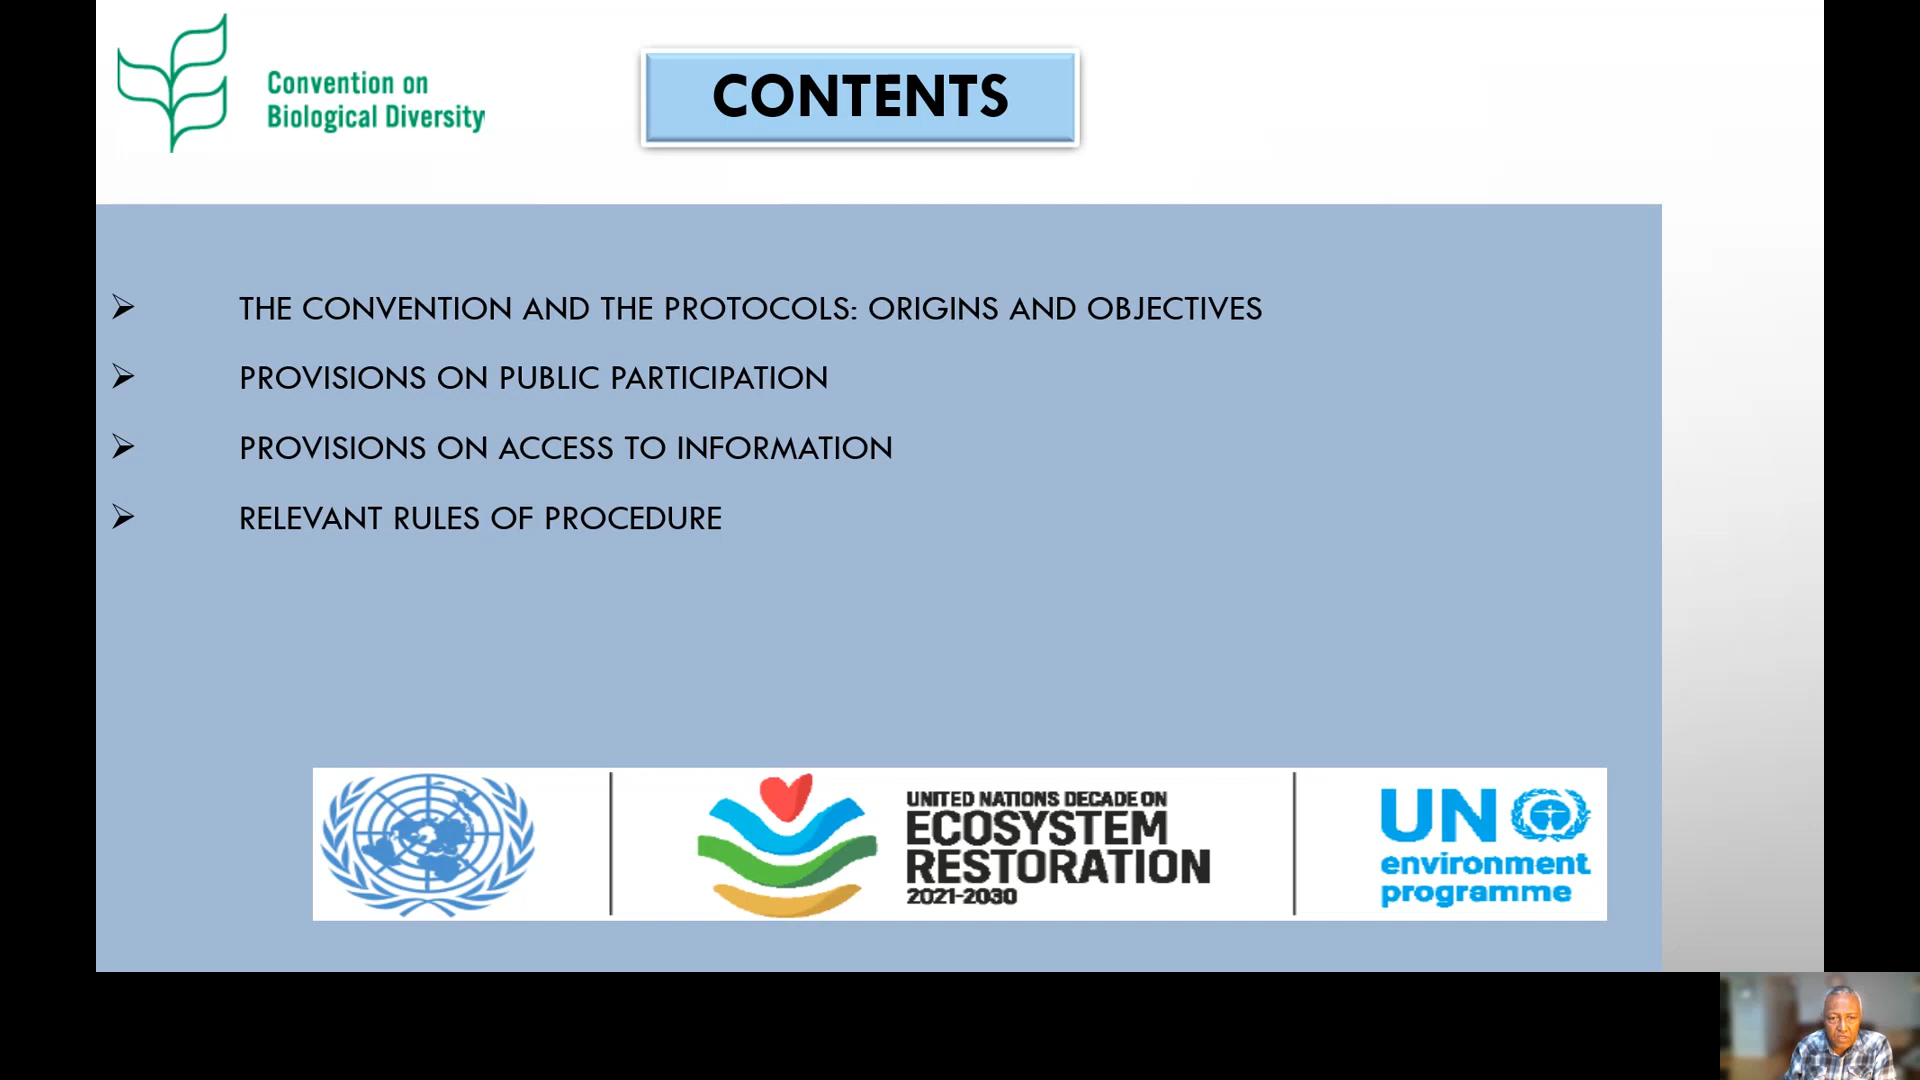 Convention on
Biological Diversity
CONTENTS
THE CONVENTION AND THE PROTOCOLS: ORIGINS AND OBJECTIVES
PROVISIONS ON PUBLIC PARTICIPATION
PROVISIONS ON ACCESS TO INFORMATION
RELEVANT RULES OF PROCEDURE
UNITED NATIONS DECADE ON
ECOSYSTEM
RESTORATION
2021-2030
UN
environment
programme